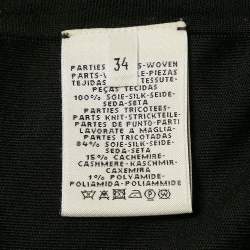 PARTIES 34 S-WOVEN
PARTS- LE-PIEZAS
TEJIDAS TESSUTE-
PEÇAS TECIDAS
100% SOIE-SILK-SEIDE-
SEDA-SETA
PARTIES TRICOTEES-
PARTS KNIT-STRICKTEILE-
PARTES DE PUNTO-PARTI
LAVORATE A MAGLIA-
PARTES TRICOTADAS
84% SOIE-SILK-SEIDE-
SEDA-SETA
15% CACHEMIRE-
CASHMERE-KASCHMIR-
CAXEMIRA
1% POLYAMIDE-
POLIAMIDA-POLIAMMIDE